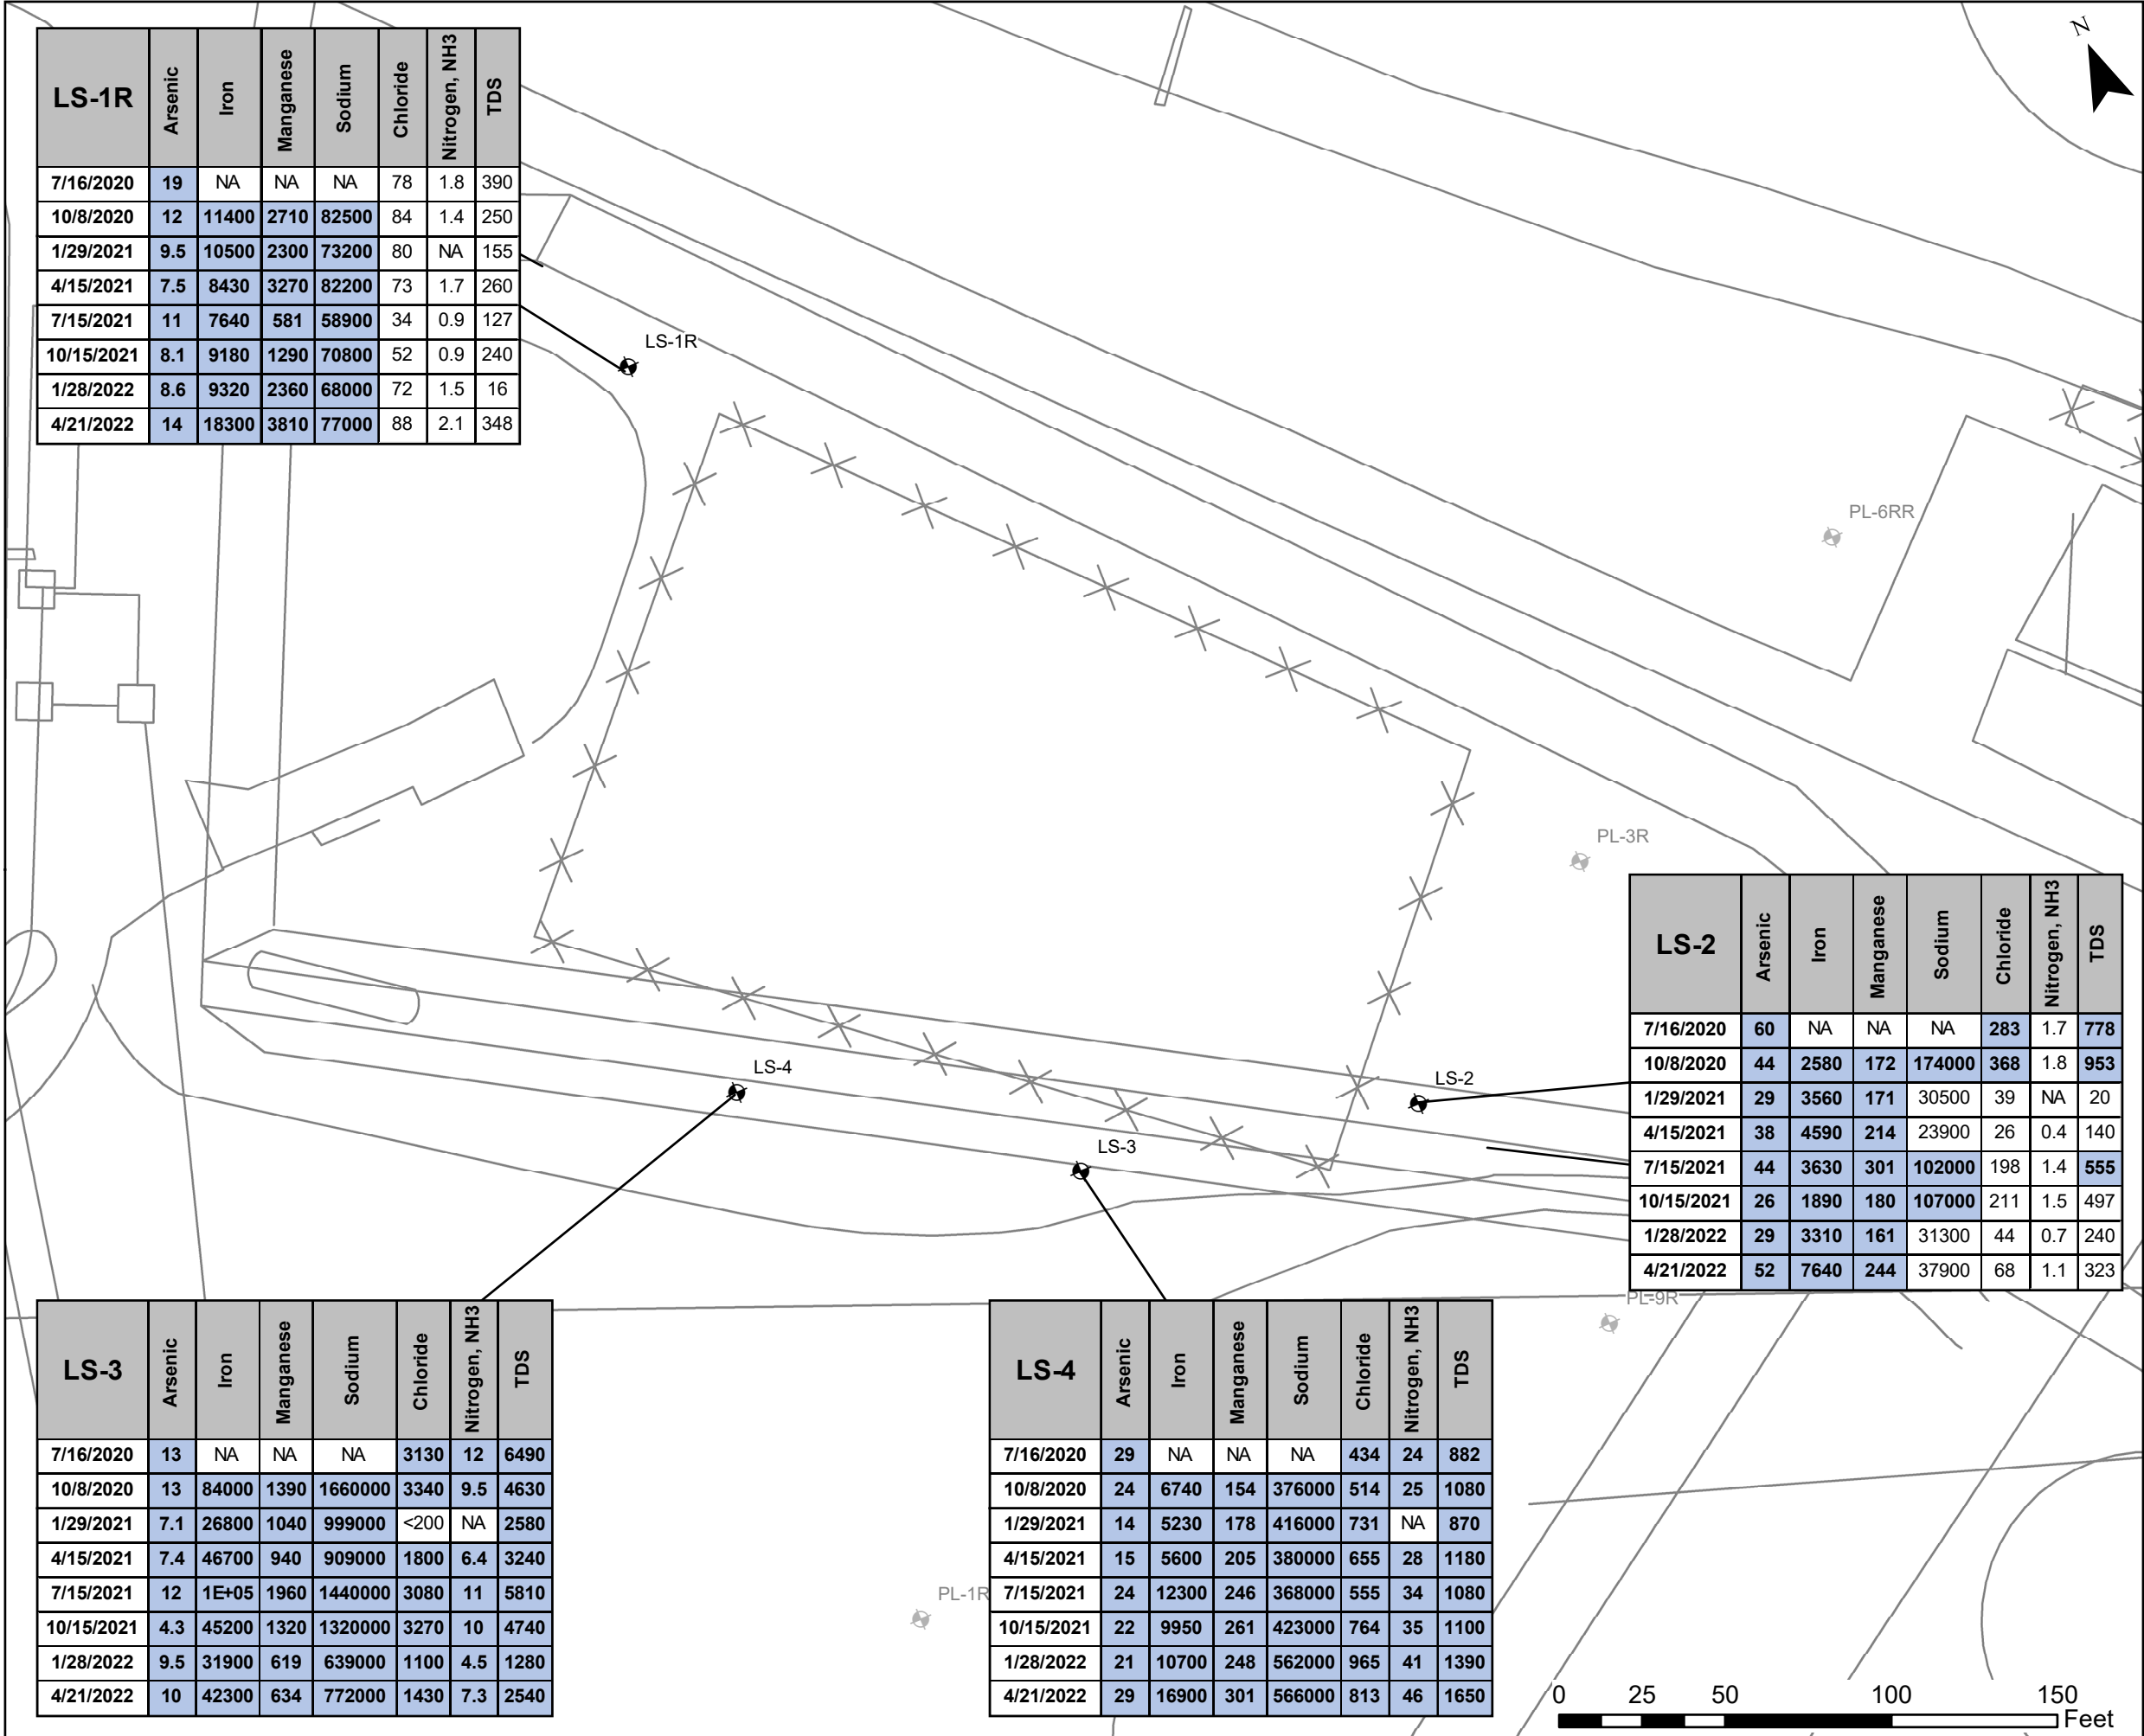 N
LS-1R Arsenic Iron Manganese Sodium Chloride Nitrogen, NH3 TDS
7/16/2020 19 NA NA NA 78 1.8 390
10/8/2020 12 11400 2710 82500 84 1.4 250
1/29/2021 9.5 10500 2300 73200 80 NA 155
4/15/2021 7.5 8430 3270 82200 73 1.7 260
7/15/2021 11 7640 581 58900 34 0.9 127
10/15/2021 8.1 9180 1290 70800 52 0.9 240
1/28/2022 8.6 9320 2360 68000 72 1.5 16
4/21/2022 14 18300 3810 77000 88 2.1 348
LS-1R
PL-6RR
PL-3R
LS-2 Arsenic Iron Manganese Sodium Chloride Nitrogen, NH3 TDS
7/16/2020 60 NA NA NA 283 1.7 778
10/8/2020 44 2580 172 174000 368 1.8 953
1/29/2021 29 3560 171 30500 39 NA 20
4/15/2021 38 4590 214 23900 26 0.4 140
7/15/2021 44 3630 301 102000 198 1.4 555
10/15/2021 26 1890 180 107000 211 1.5 497
1/28/2022 29 3310 161 31300 44 0.7 240
4/21/2022 52 7640 244 37900 68 1.1 323
LS-4
LS-2
LS-3
PL-9R
LS-3 Arsenic Iron Manganese Sodium Chloride Nitrogen, NH3 TDS
7/16/2020 13 NA NA NA 3130 12 6490
10/8/2020 13 84000 1390 1660000 3340 9.5 4630
1/29/2021 7.1 26800 1040 999000 <200 NA 2580
4/15/2021 7.4 46700 940 909000 1800 6.4 3240
7/15/2021 12 1E+05 1960 1440000 3080 11 5810
10/15/2021 4.3 45200 1320 1320000 3270 10 4740
1/28/2022 9.5 31900 619 639000 1100 4.5 1280
4/21/2022 10 42300 634 772000 1430 7.3 2540
PL-1R
LS-4 Arsenic Iron Manganese Sodium Chloride Nitrogen, NH3 TDS
7/16/2020 29 NA NA NA 434 24 882
10/8/2020 24 6740 154 376000 514 25 1080
1/29/2021 14 5230 178 416000 731 NA 870
4/15/2021 15 5600 205 380000 655 28 1180
7/15/2021 24 12300 246 368000 555 34 1080
10/15/2021 22 9950 261 423000 764 35 1100
1/28/2022 21 10700 248 562000 965 41 1390
4/21/2022 29 16900 301 566000 813 46 1650
0 25 50 100 150
Feet